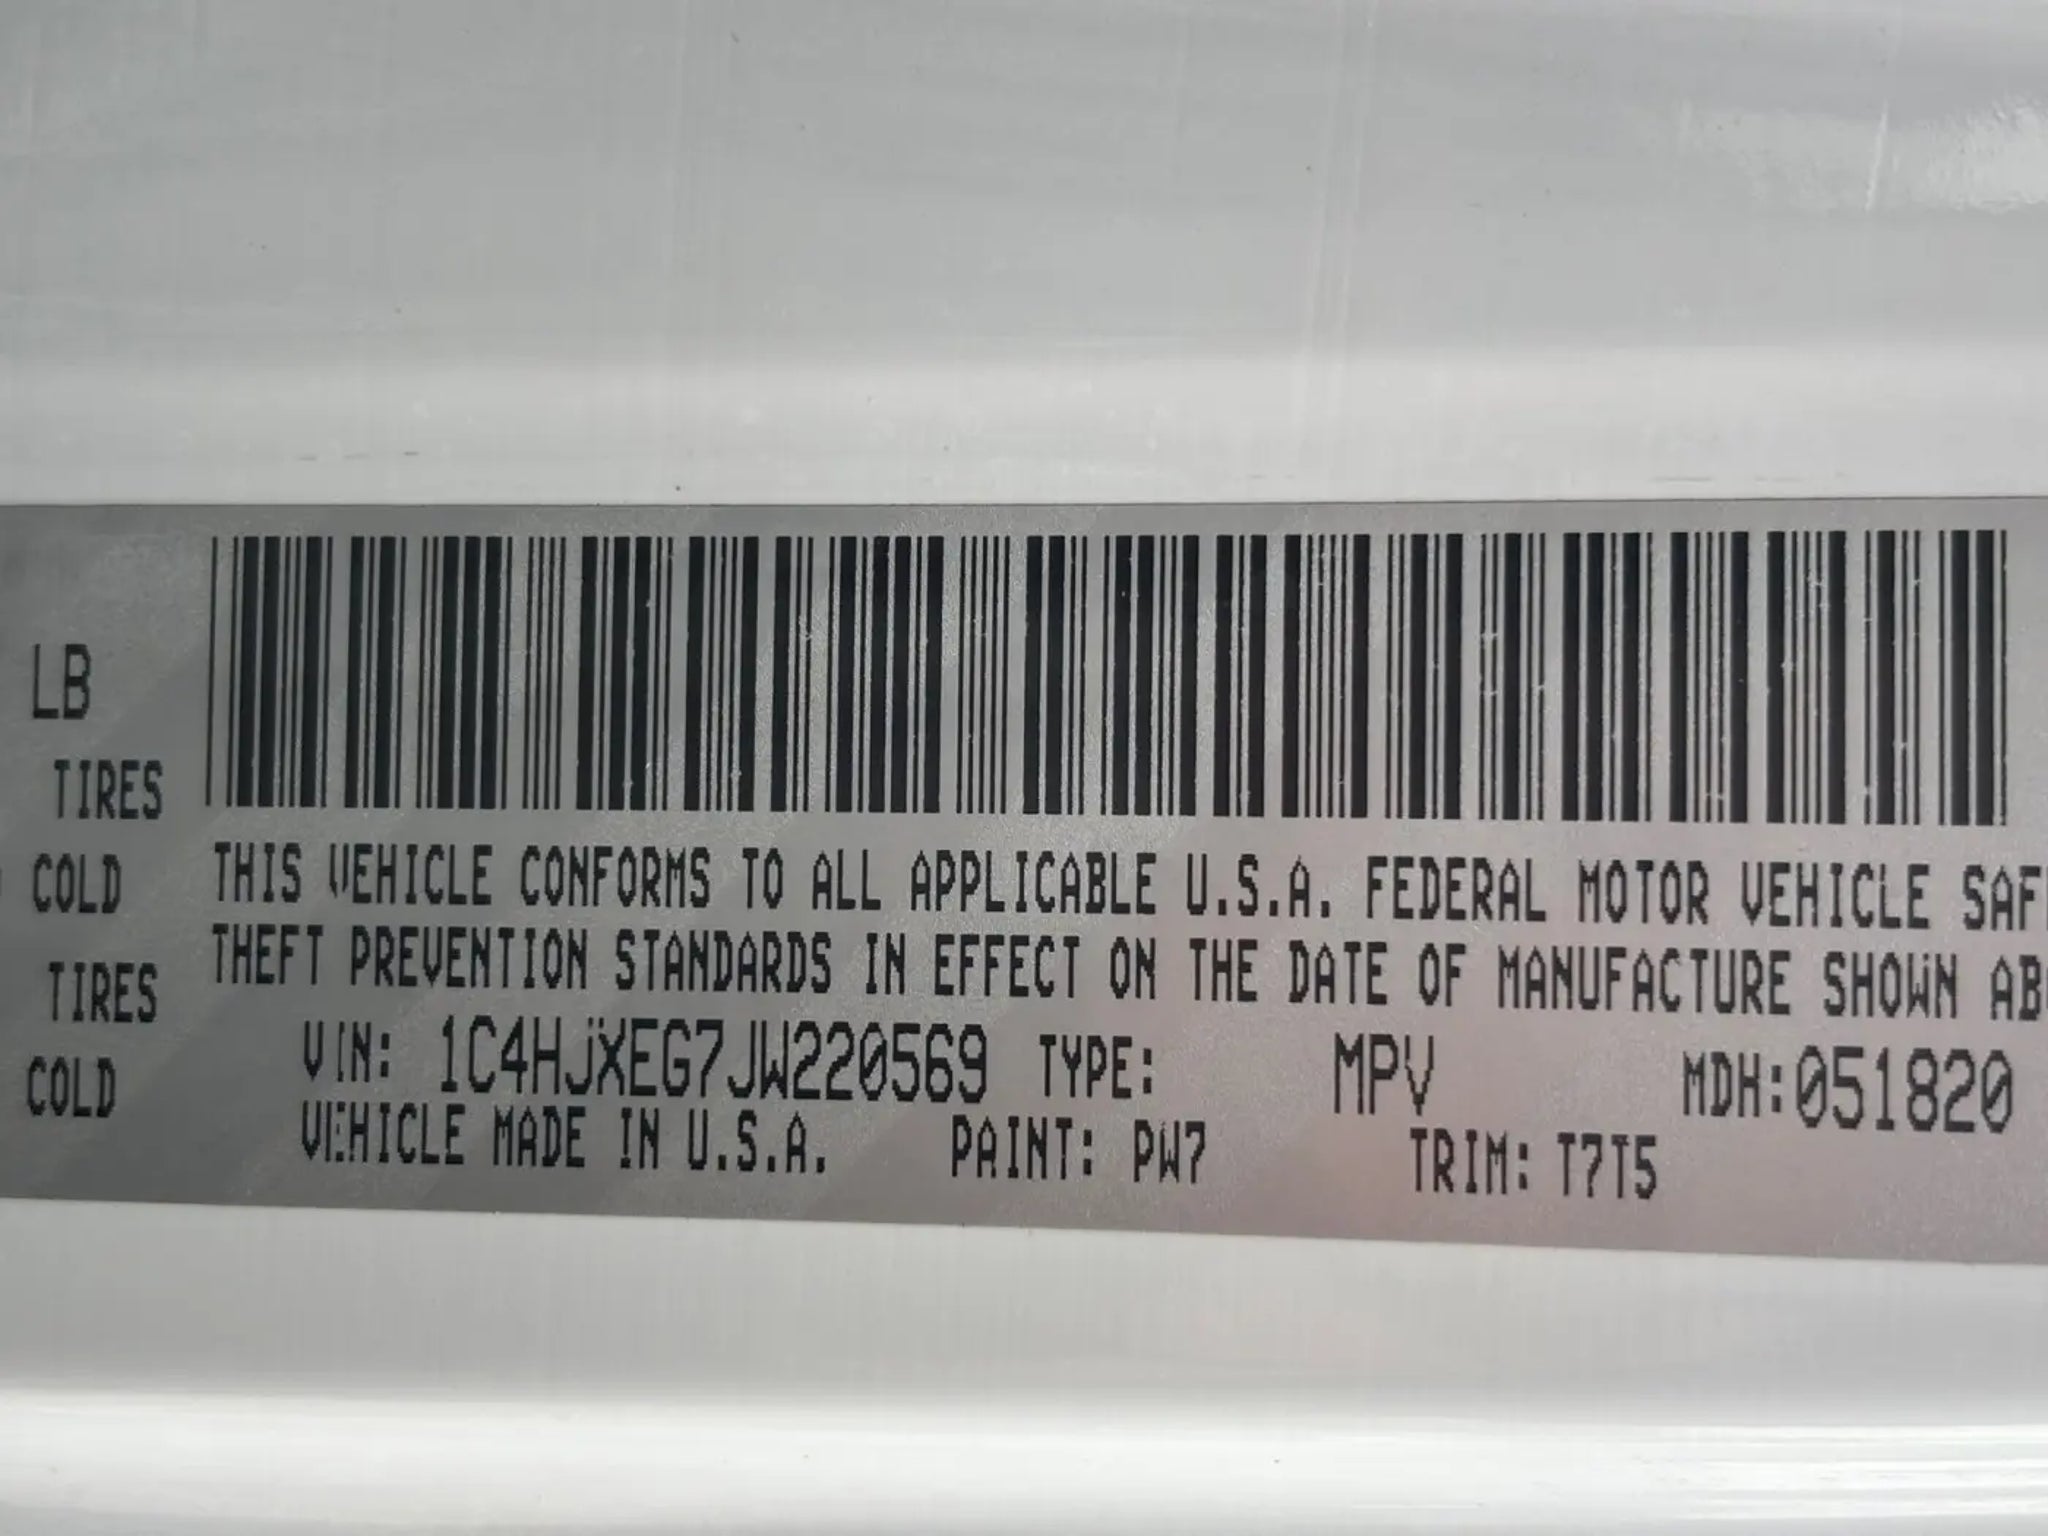 LB
TIRES
COLD
TIRES
COLD
THIS VEHICLE CONFORMS TO ALL APPLICABLE U.S.A. FEDERAL MOTOR VEHICLE SAF
THEFT PREVENTION STANDARDS IN EFFECT ON THE DATE OF MANUFACTURE SHOWN AB
VIN: 1C4HJXEG7JW220569 TYPE: MPV MDH:051820
VEHICLE MADE IN U.S.A. PAINT: PW7 TRIM: T7T5